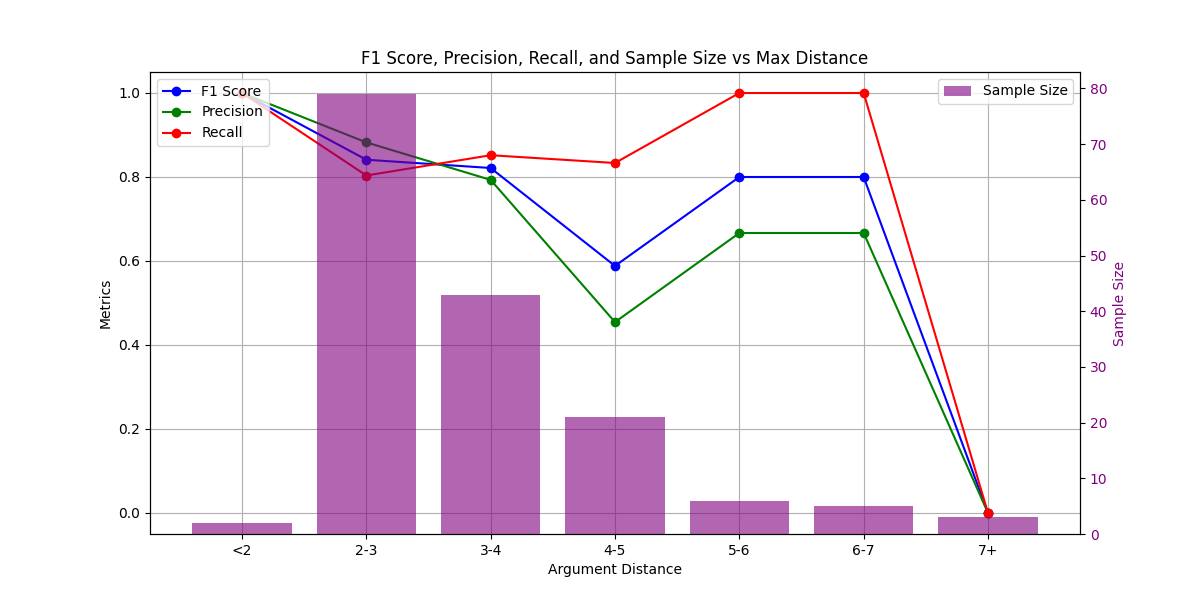 F1 Score, Precision, Recall, and Sample Size vs Max Distance
F1 Score
Precision
Recall
Sample Size
1.0
0.8
0.6
0.4
0.2
0.0
Metrics
80
70
60
50
40
30
20
10
0
Sample Size
<2 2-3 3-4 4-5 5-6 6-7 7+
Argument Distance